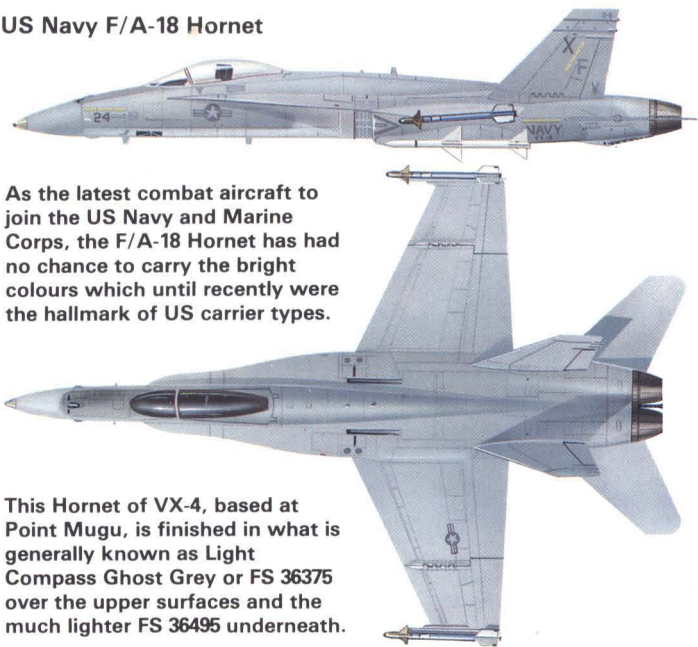 US Navy F/A-18 Hornet
X
F
24
NAVY
As the latest combat aircraft to
join the US Navy and Marine
Corps, the F/A-18 Hornet has had
no chance to carry the bright
colours which until recently were
the hallmark of US carrier types.
This Hornet of VX-4, based at
Point Mugu, is finished in what is
generally known as Light
Compass Ghost Grey or FS 36375
over the upper surfaces and the
much lighter FS 36495 underneath.